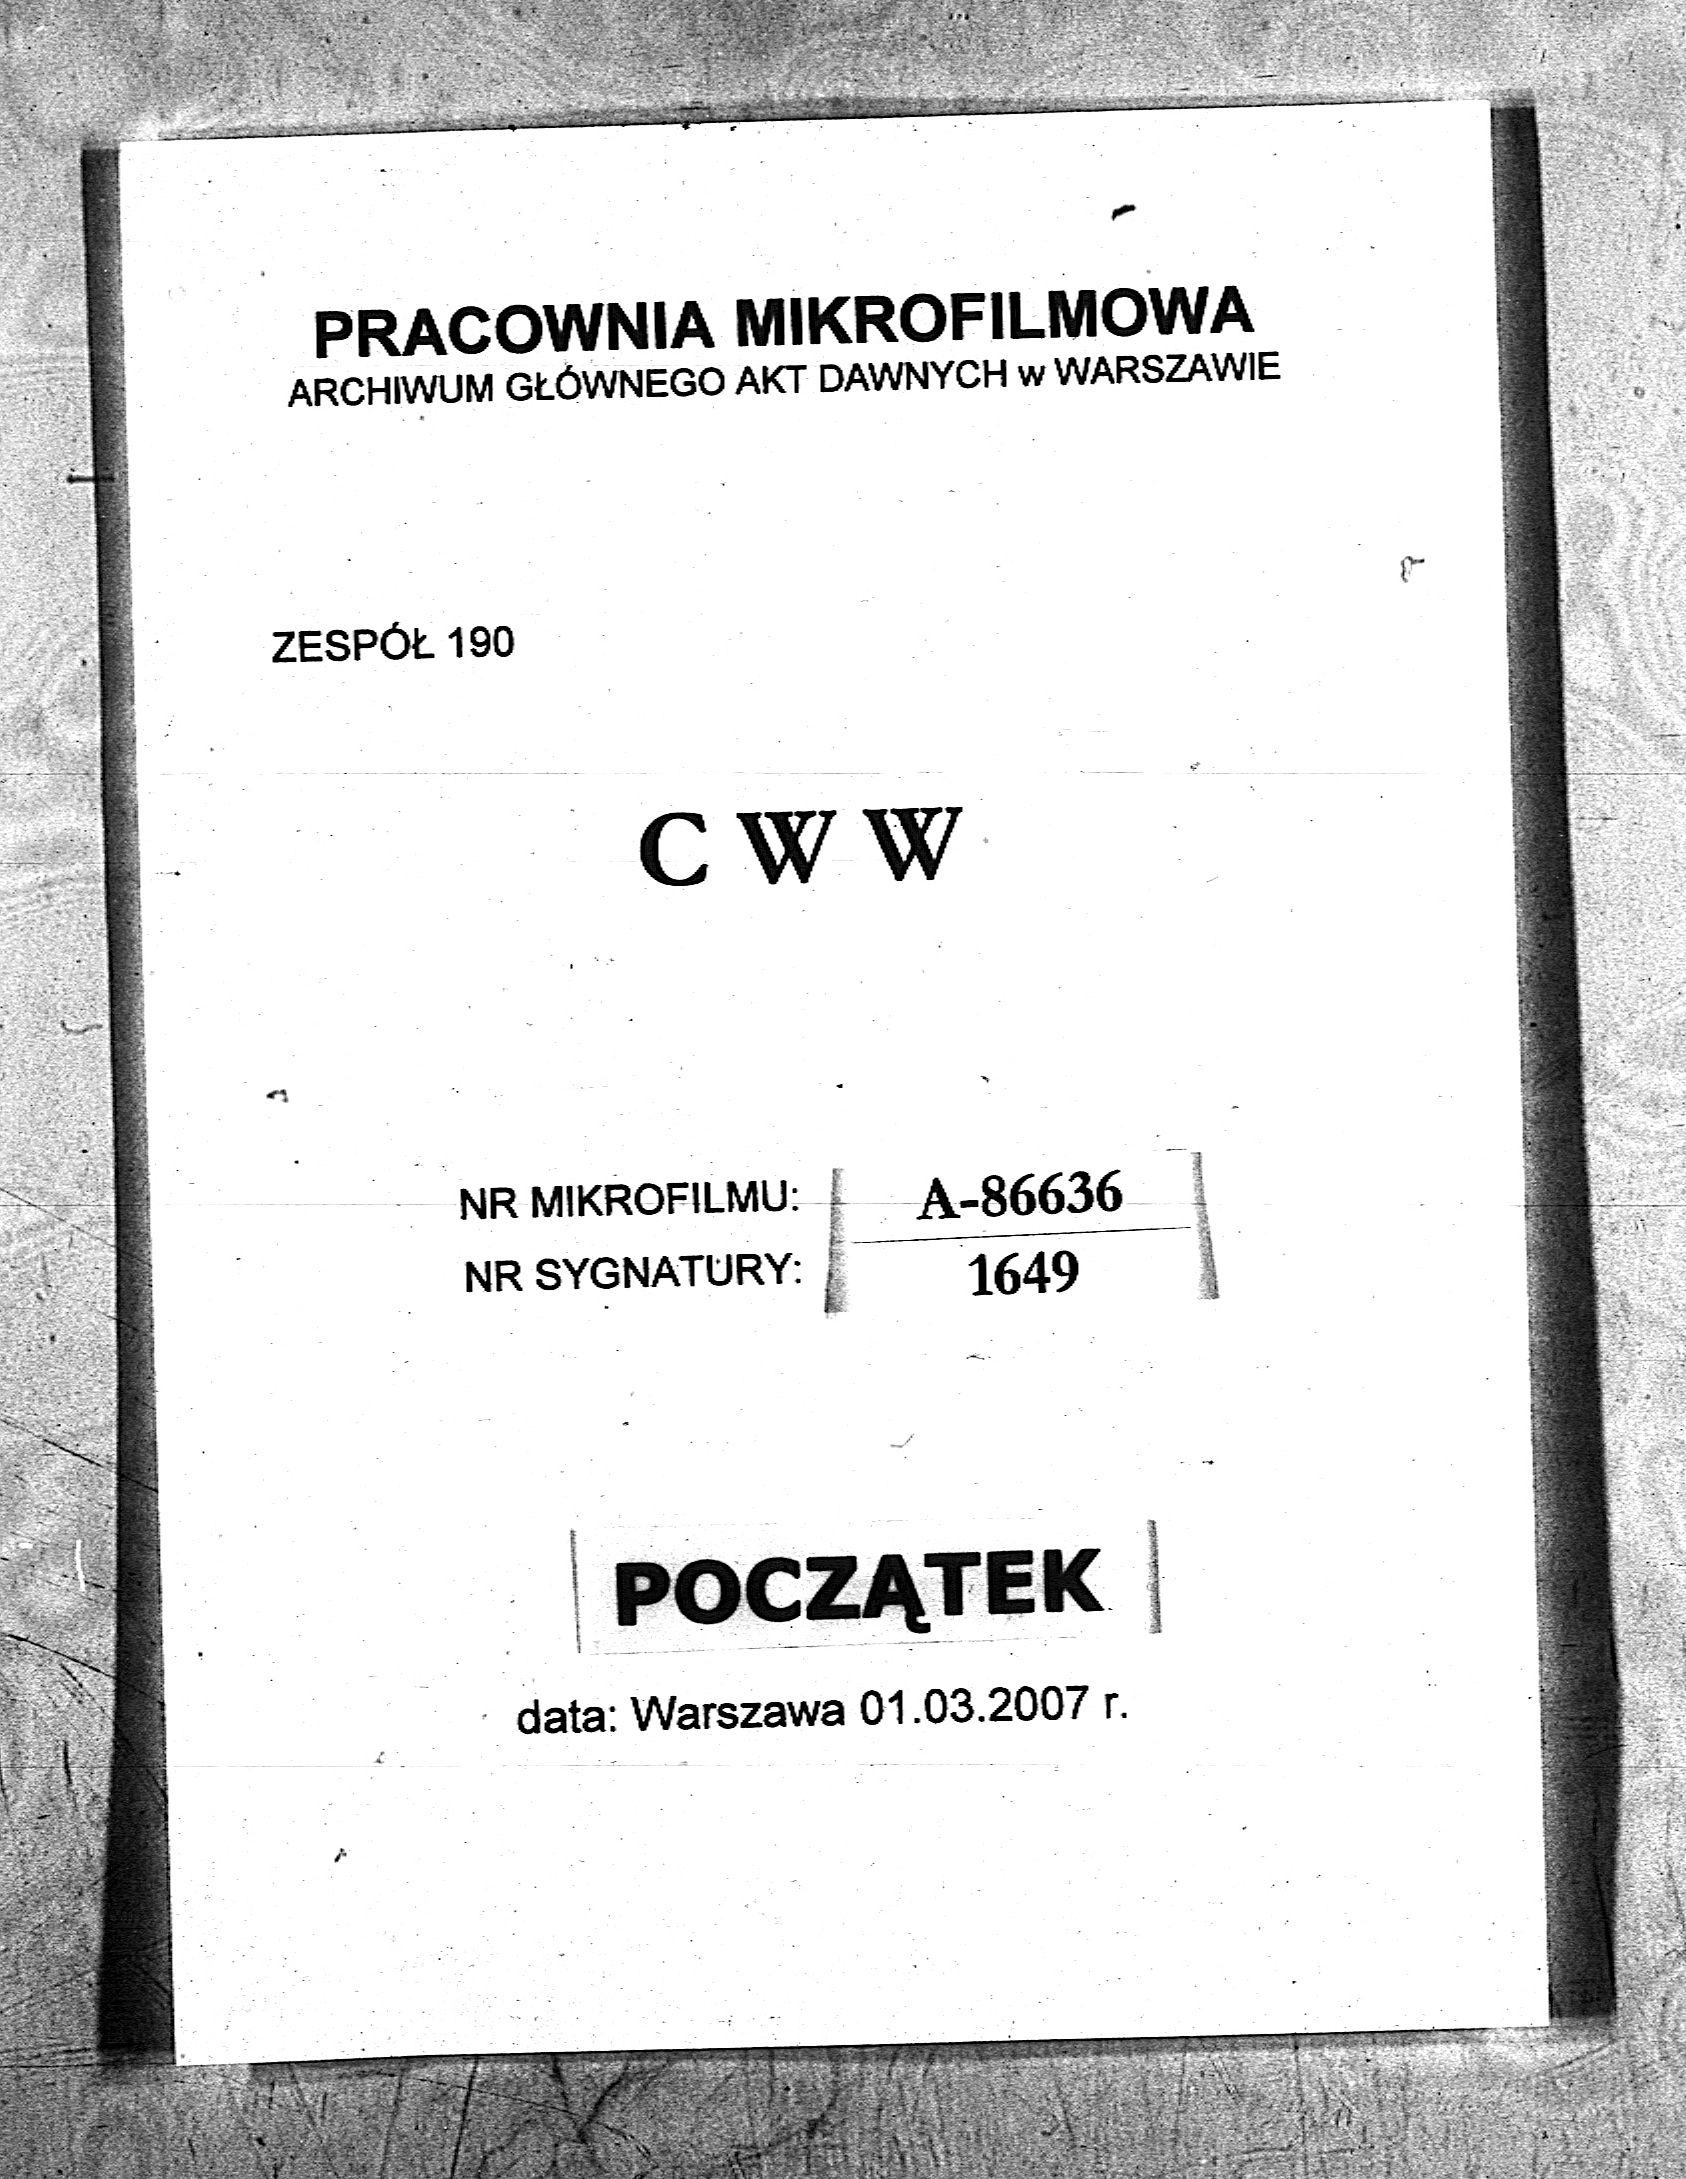 PRACOWNIA MIKROFILMOWA
ARCHIWUM GŁÓWNEGO AKT DAWNYCH w WARSZAWIE
ZESPÓŁ 190
C W W
NR MIKROFILMU: A-86636
NR SYGNATURY: 1649
POCZĄTEK
data: Warszawa 01.03.2007 r.